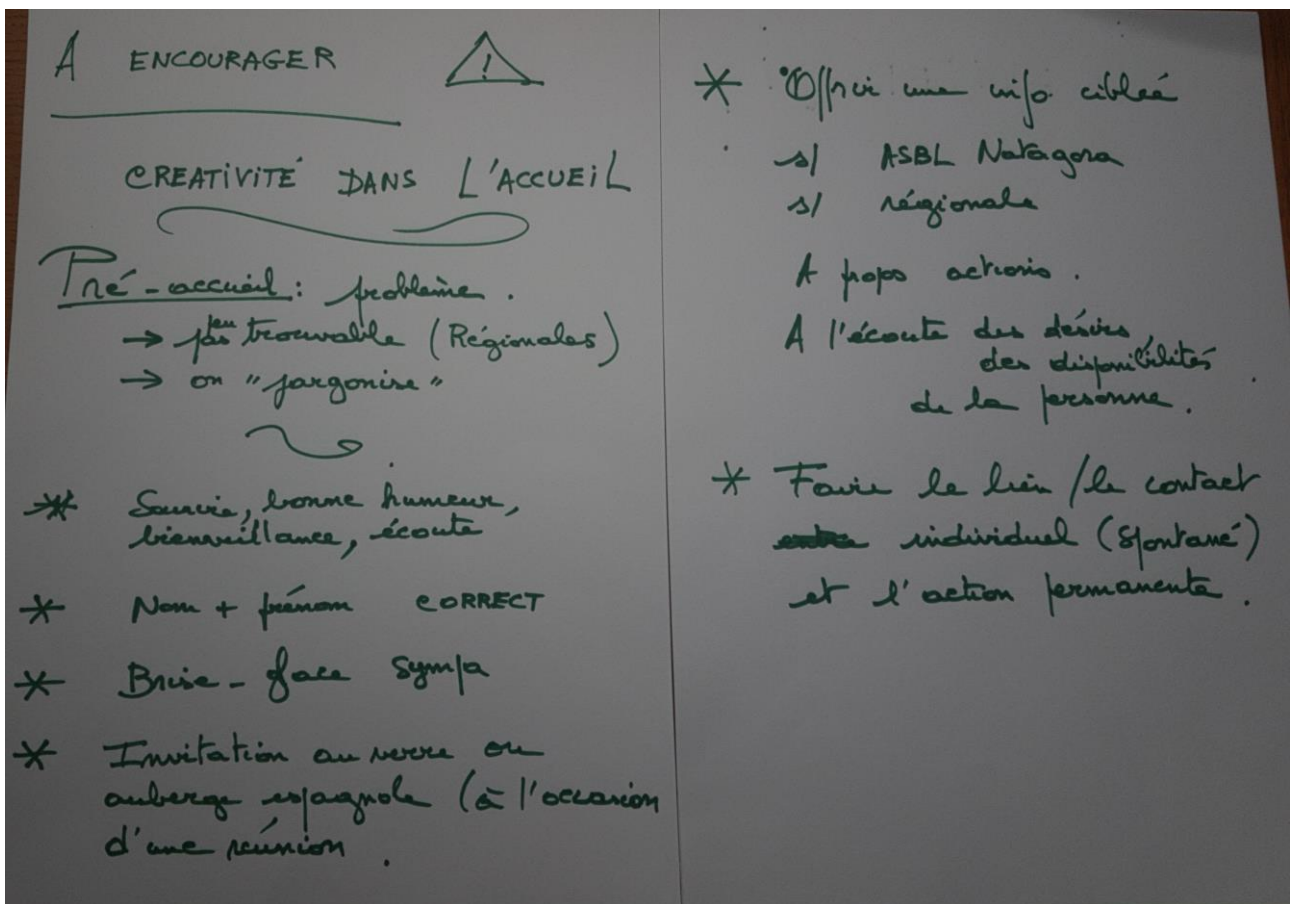 A ENCOURAGER !
CREATIVITÉ DANS L'ACCUEIL
Pré-accueil : problème.
→ peu trouvable (Régionales)
→ on "jargonise"
* Sourire, bonne humeur,
bienveillance, écoute
* Nom + prénom CORRECT
* Brise-glace sympa
* Invitation au verre ou
auberge espagnole (à l'occasion
d'une réunion.
* Offrir une info. ciblée
s/ ASBL Natagora
s/ régionale
A props actions.
A l'écoute des désirs,
des disponibilités
de la personne.
* Faire le lien / le contact
individuel (spontané)
et l'action permanente.